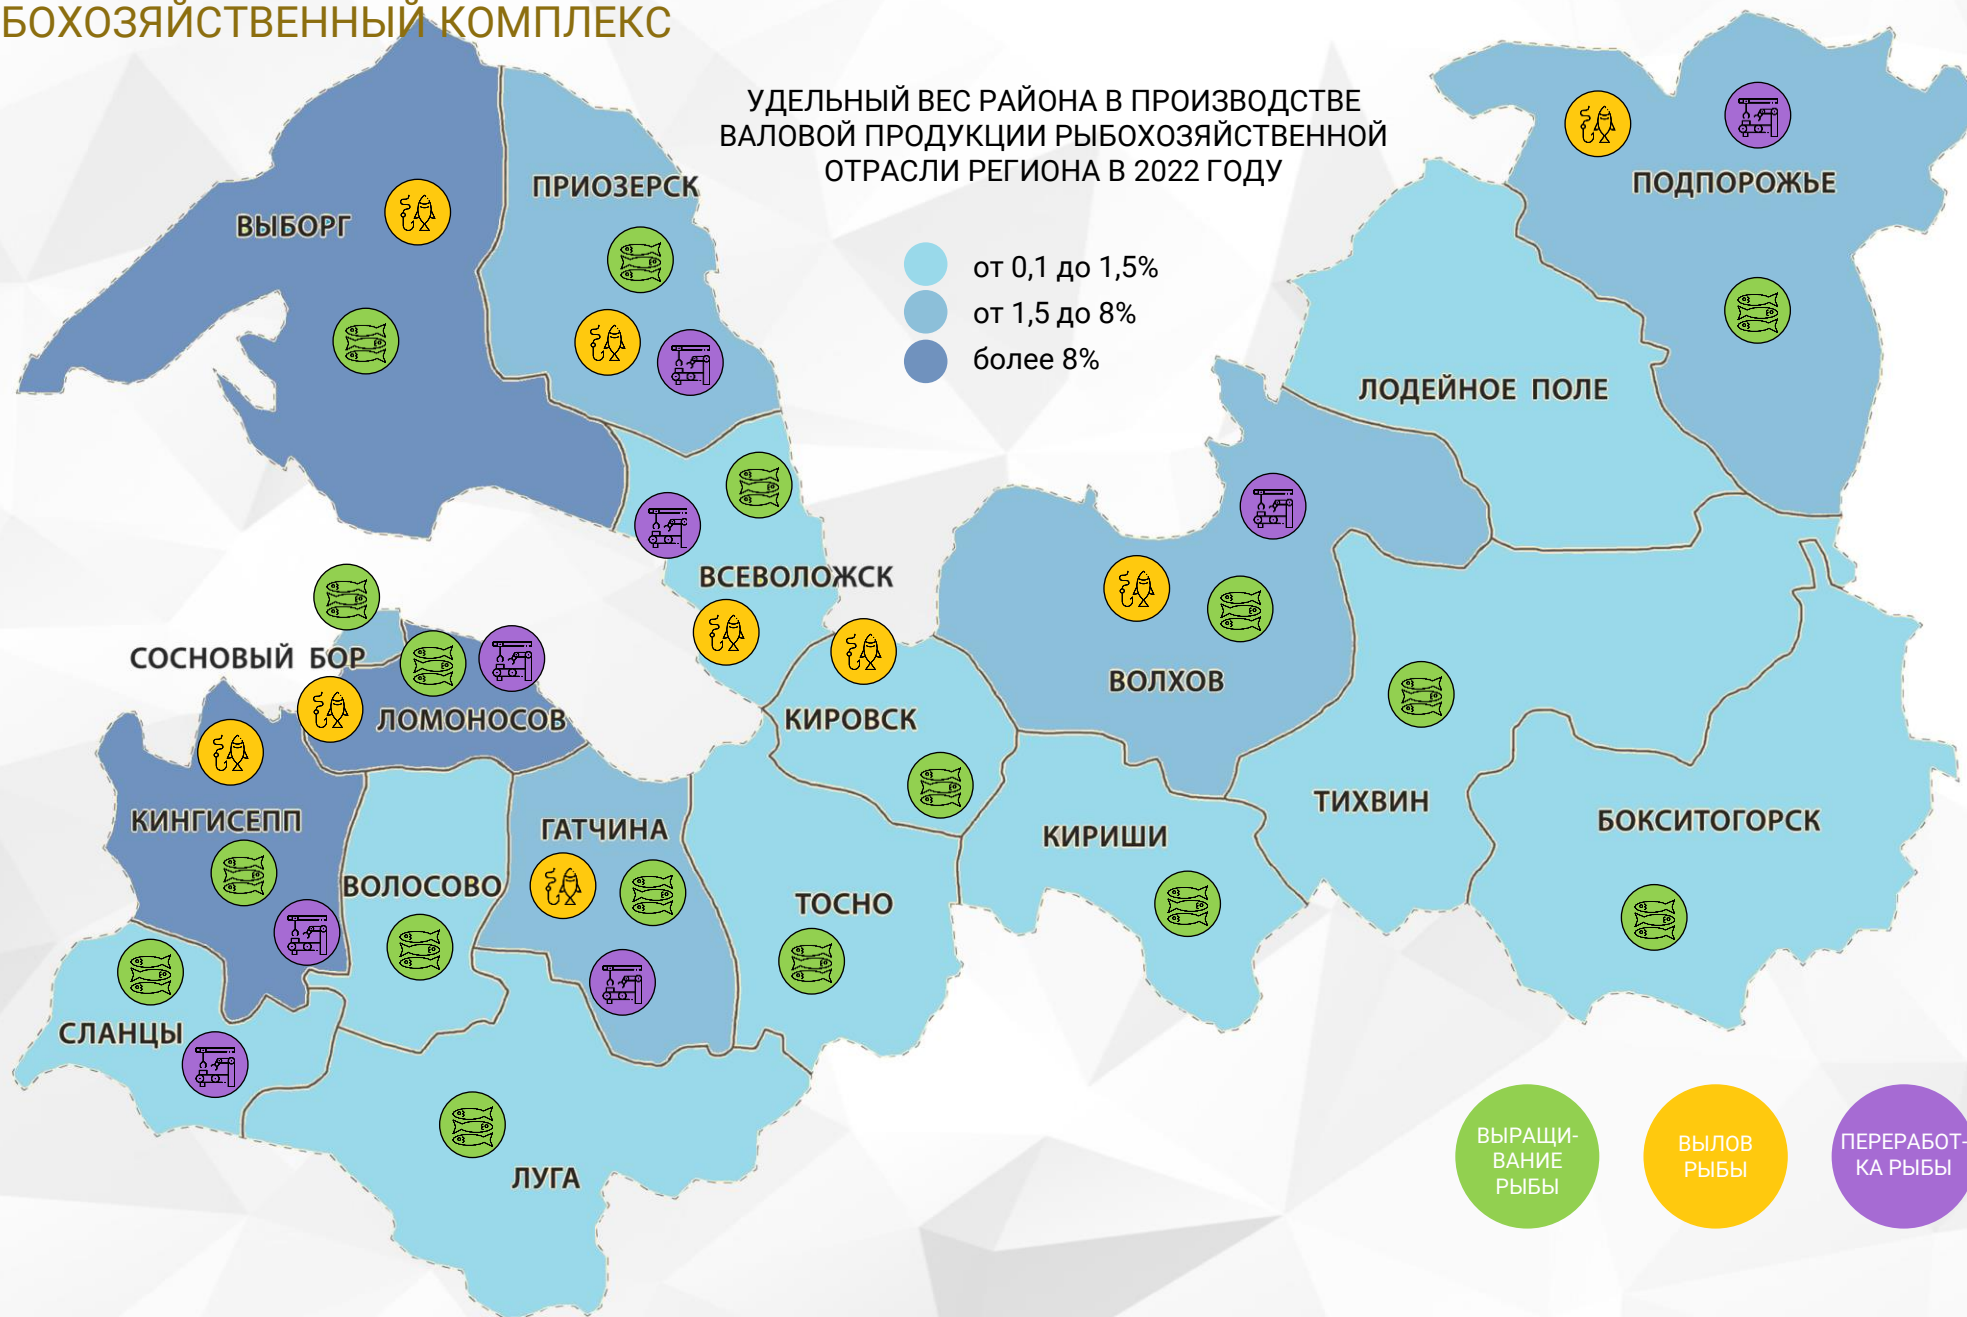 БОХОЗЯЙСТВЕННЫЙ КОМПЛЕКС
УДЕЛЬНЫЙ ВЕС РАЙОНА В ПРОИЗВОДСТВЕ
ВАЛОВОЙ ПРОДУКЦИИ РЫБОХОЗЯЙСТВЕННОЙ
ОТРАСЛИ РЕГИОНА В 2022 ГОДУ
от 0,1 до 1,5%
от 1,5 до 8%
более 8%
ВЫБОРГ
ПРИОЗЕРСК
ПОДПОРОЖЬЕ
ЛОДЕЙНОЕ ПОЛЕ
ВСЕВОЛОЖСК
СОСНОВЫЙ БОР
ЛОМОНОСОВ
КИРОВСК
ВОЛХОВ
КИНГИСЕПП
ГАТЧИНА
КИРИШИ
ТИХВИН
БОКСИТОГОРСК
ВОЛОСОВО
ТОСНО
СЛАНЦЫ
ЛУГА
ВЫРАЩИ-
ВАНИЕ
РЫБЫ
ВЫЛОВ
РЫБЫ
ПЕРЕРАБОТ-
КА РЫБЫ